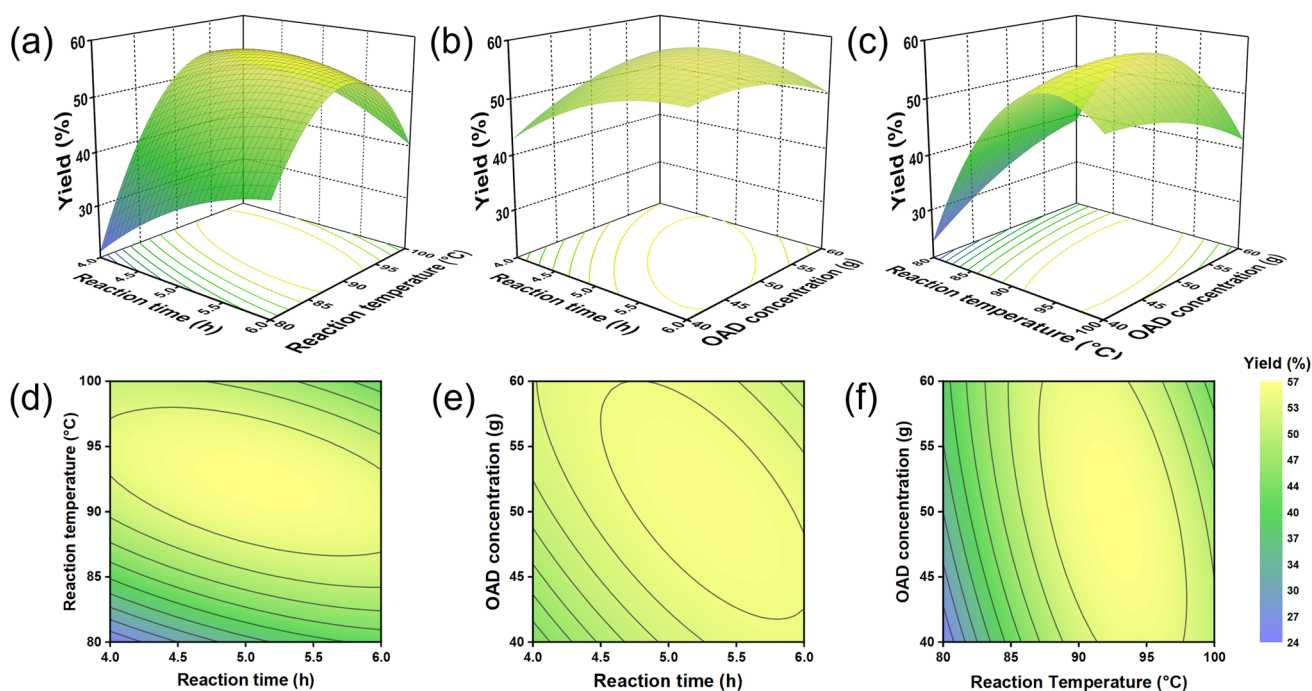 (a)
60
50
40
30
Yield (%)
4.0
4.5
5.0
5.5
6.0
Reaction time (h)
80
85
90
95
100
Reaction temperature (°C)
(b)
60
50
40
30
Yield (%)
4.0
4.5
5.0
5.5
6.0
Reaction time (h)
40
45
50
55
60
OAD concentration (g)
(c)
60
50
40
30
Yield (%)
80
85
90
95
100
Reaction temperature (°C)
40
45
50
55
60
OAD concentration (g)
(d)
100
95
90
85
80
Reaction temperature (°C)
4.0 4.5 5.0 5.5 6.0
Reaction time (h)
(e)
60
55
50
45
40
OAD concentration (g)
4.0 4.5 5.0 5.5 6.0
Reaction time (h)
(f)
60
55
50
45
40
OAD concentration (g)
80 85 90 95 100
Reaction Temperature (°C)
Yield (%)
57
53
50
47
44
40
37
34
30
27
24